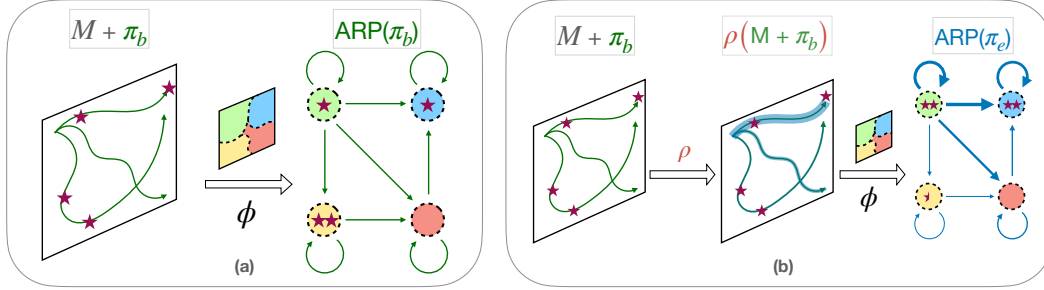 M + π_b
ARP(π_b)
ϕ
(a)
M + π_b
ρ(M + π_b)
ARP(π_e)
ρ
ϕ
(b)